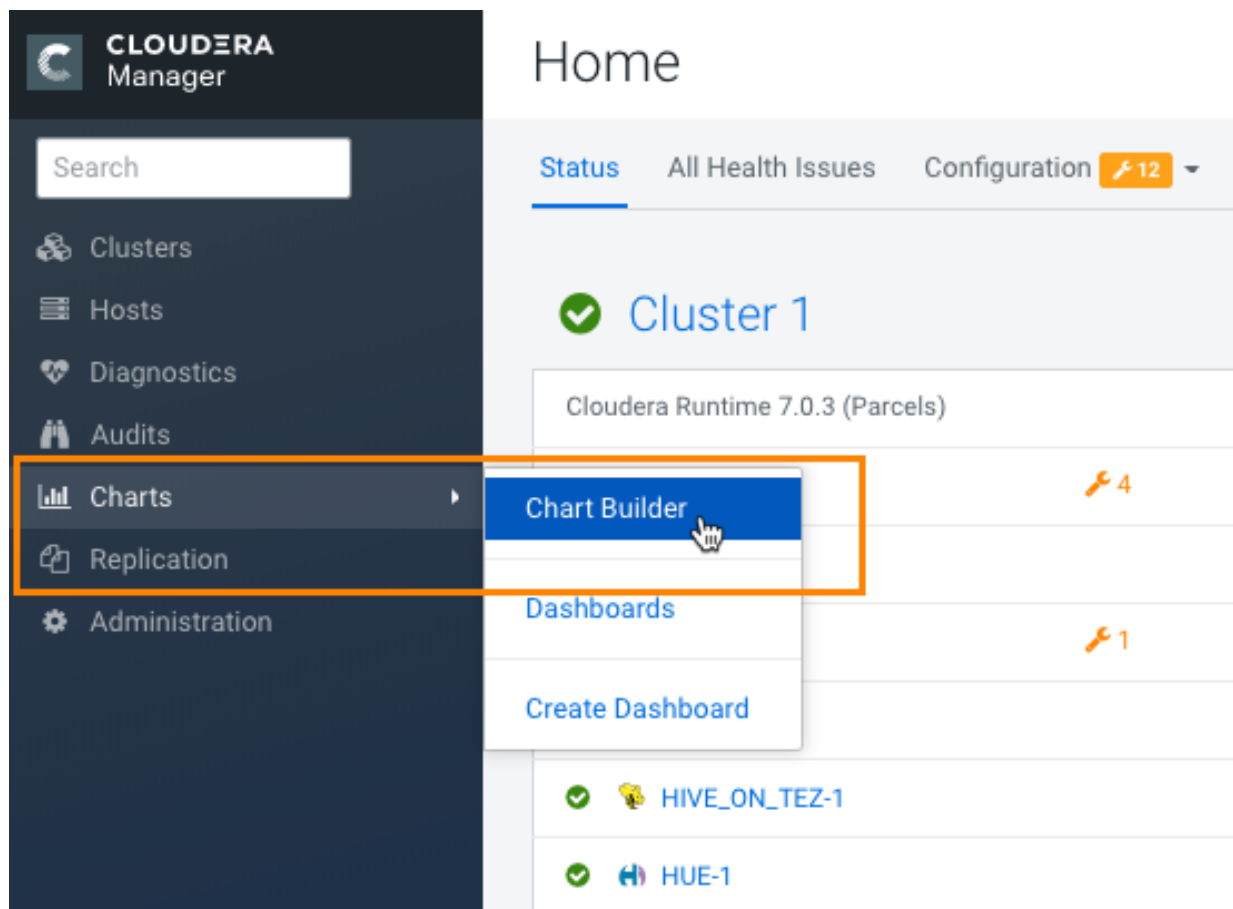 CLOUDERA
Manager
Search
Clusters
Hosts
Diagnostics
Audits
Charts
Replication
Administration
Home
Status All Health Issues Configuration 12
Cluster 1
Cloudera Runtime 7.0.3 (Parcels)
4
Chart Builder
Dashboards
1
Create Dashboard
HIVE_ON_TEZ-1
HUE-1